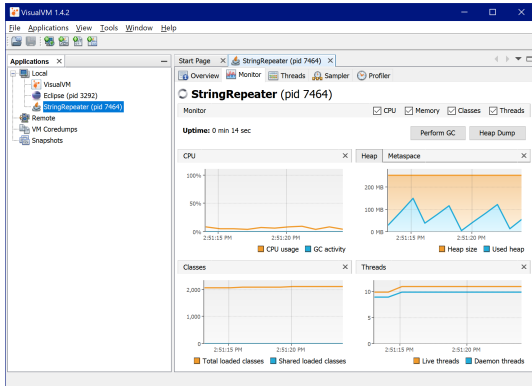 VisualVM 1.4.2
File Applications View Tools Window Help
Applications
Local
VisualVM
Eclipse (pid 3292)
StringRepeater (pid 7464)
Remote
VM Coredumps
Snapshots
Start Page StringRepeater (pid 7464)
Overview Monitor Threads Sampler Profiler
StringRepeater (pid 7464)
Monitor CPU Memory Classes Threads
Uptime: 0 min 14 sec Perform GC Heap Dump
CPU
100%
50%
0%
2:51:15 PM 2:51:20 PM
CPU usage GC activity
Heap Metaspace
200 MB
100 MB
0 MB
2:51:15 PM 2:51:20 PM
Heap size Used heap
Classes
2,000
1,000
0
2:51:15 PM 2:51:20 PM
Total loaded classes Shared loaded classes
Threads
10
5
0
2:51:15 PM 2:51:20 PM
Live threads Daemon threads